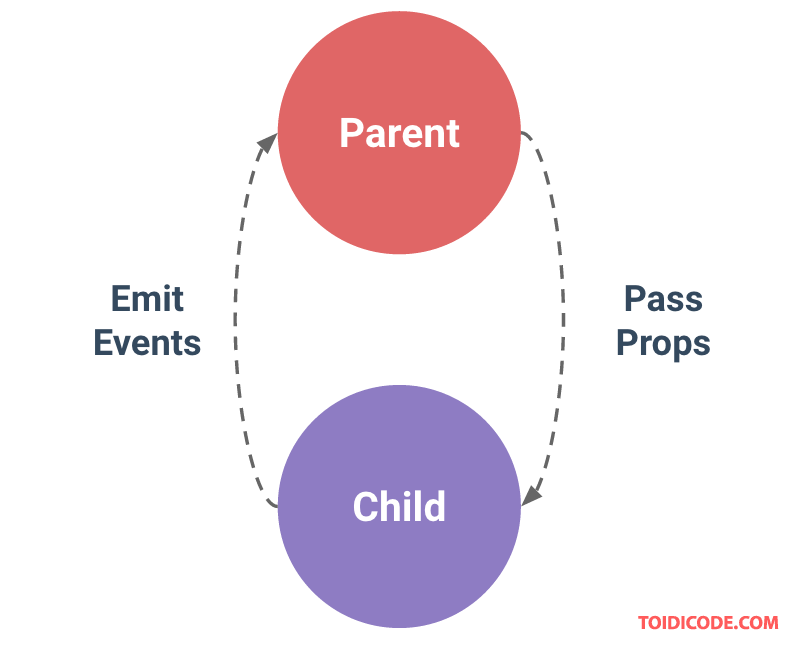 Parent
Emit
Events
Pass
Props
Child
TOIDICODE.COM